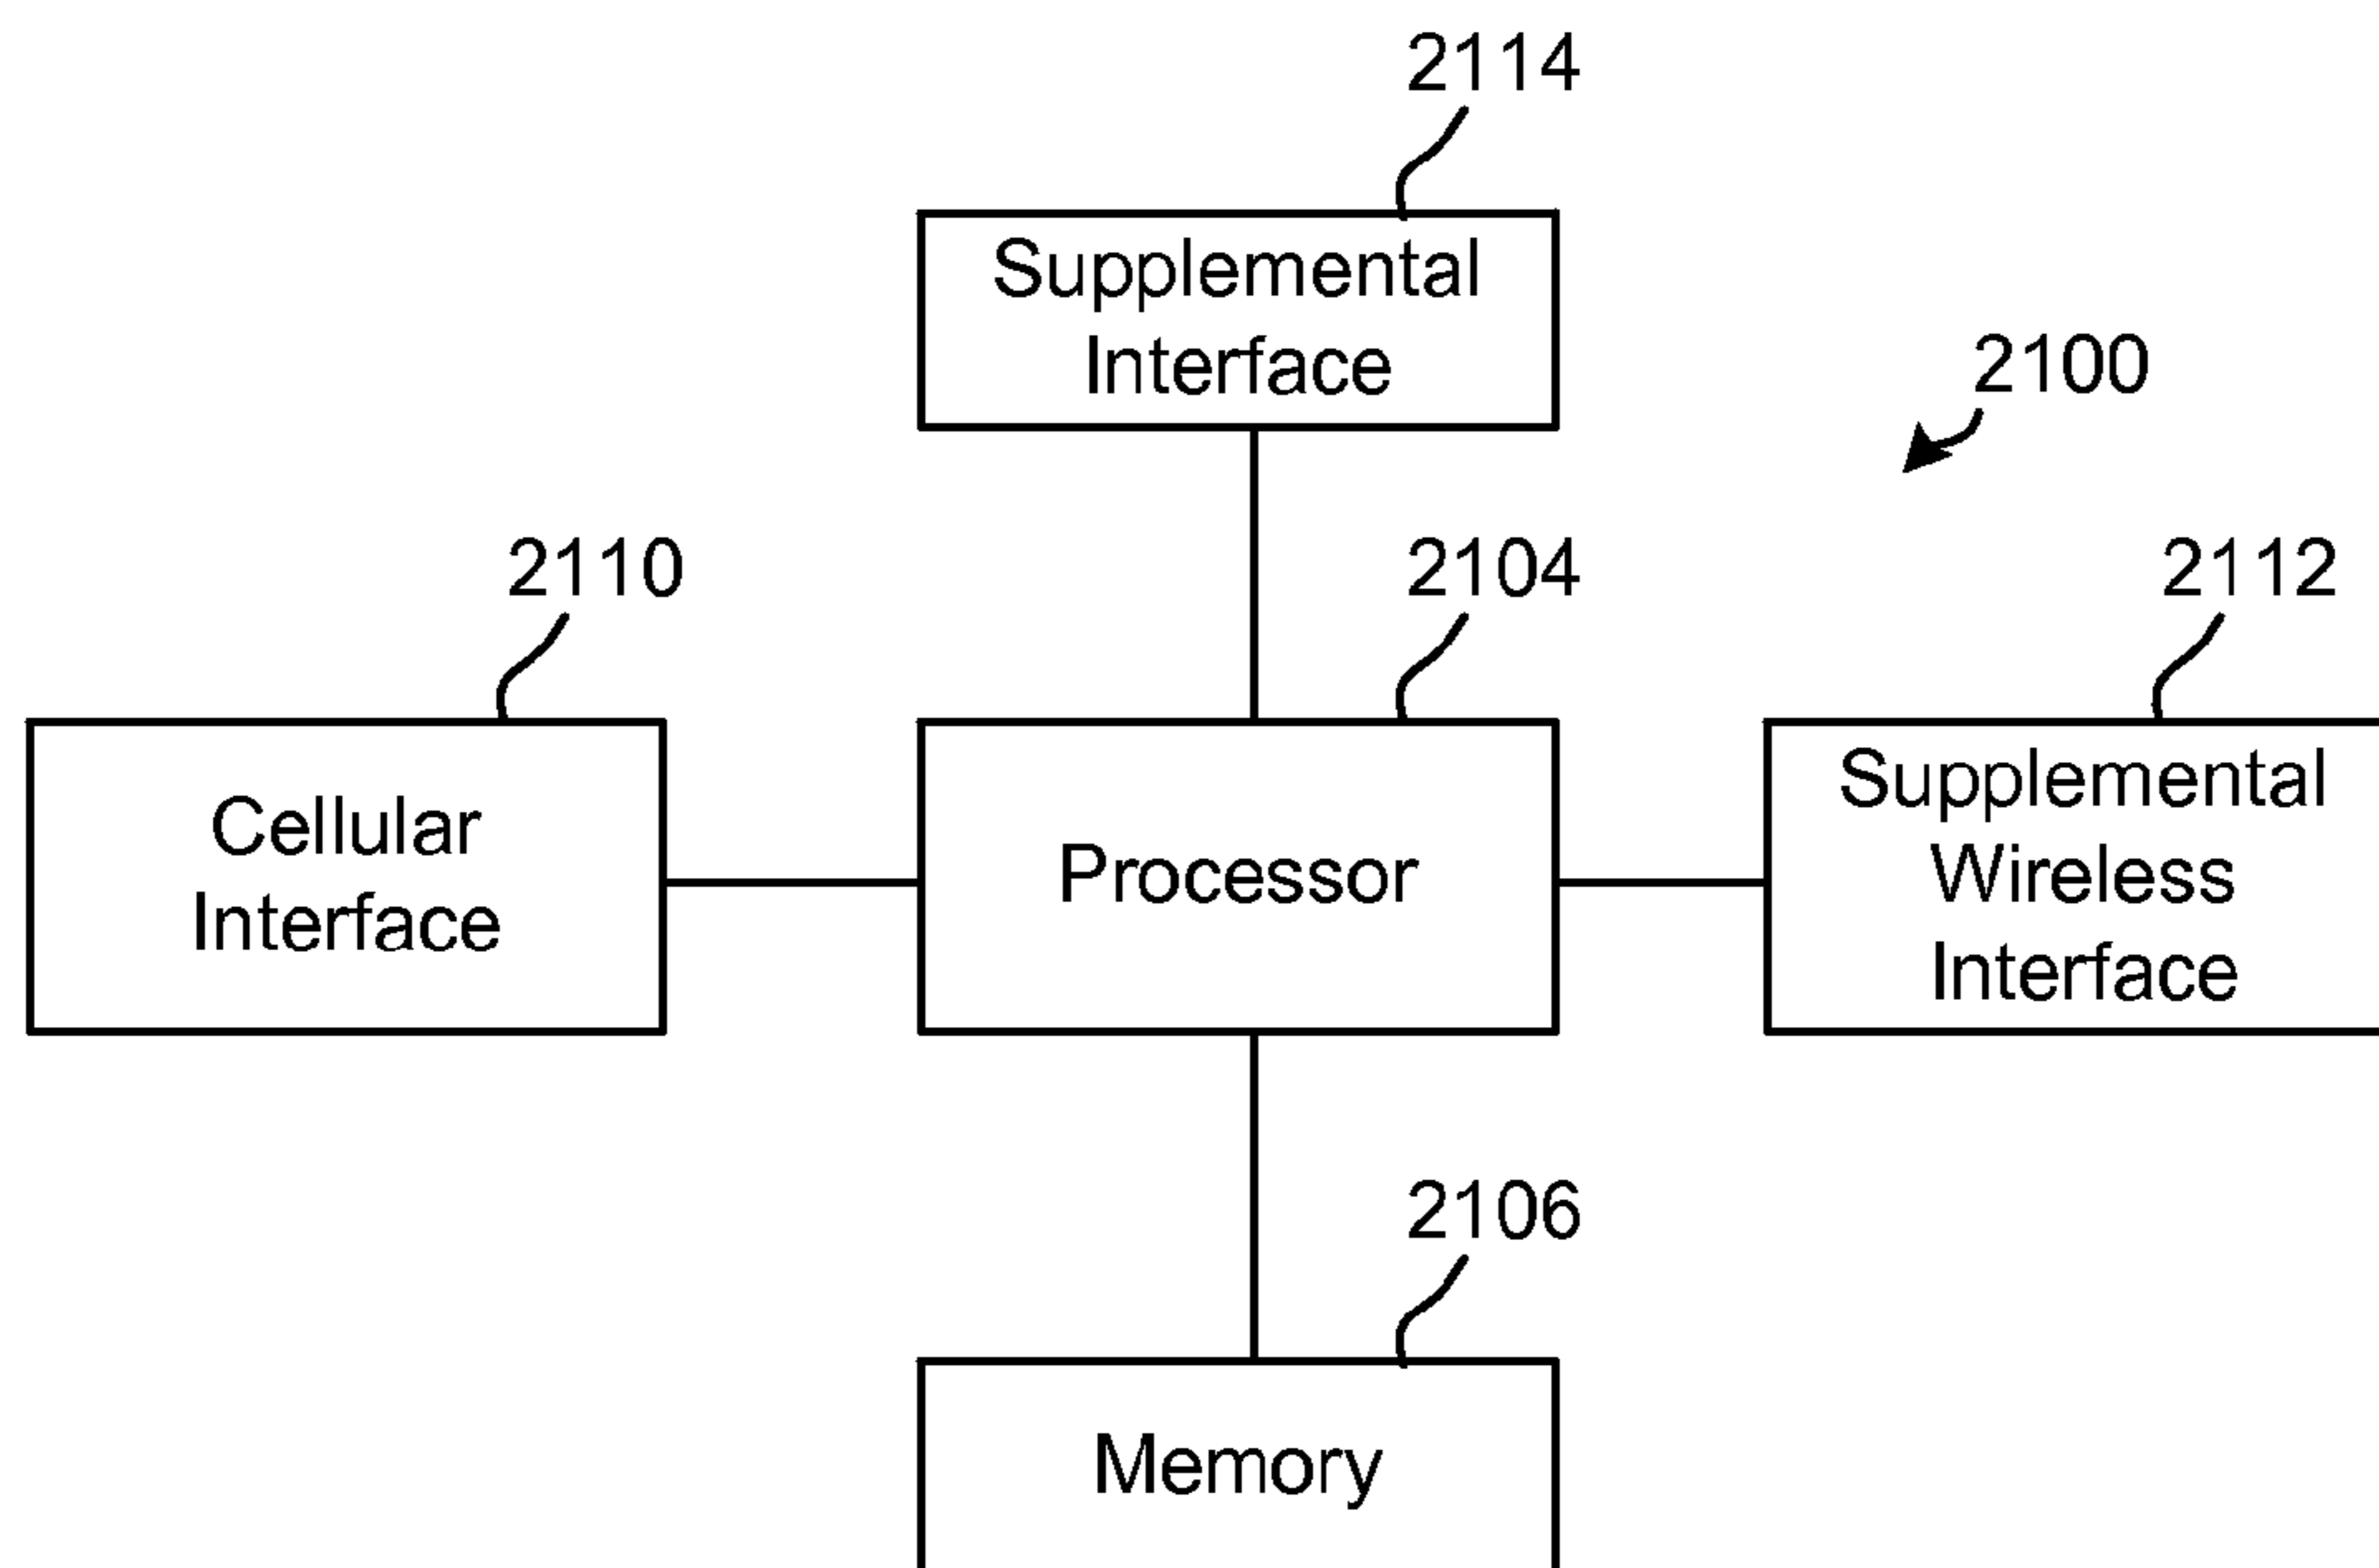 2114
Supplemental
Interface
2100
2110
2104
2112
Cellular
Interface
Processor
Supplemental
Wireless
Interface
2106
Memory